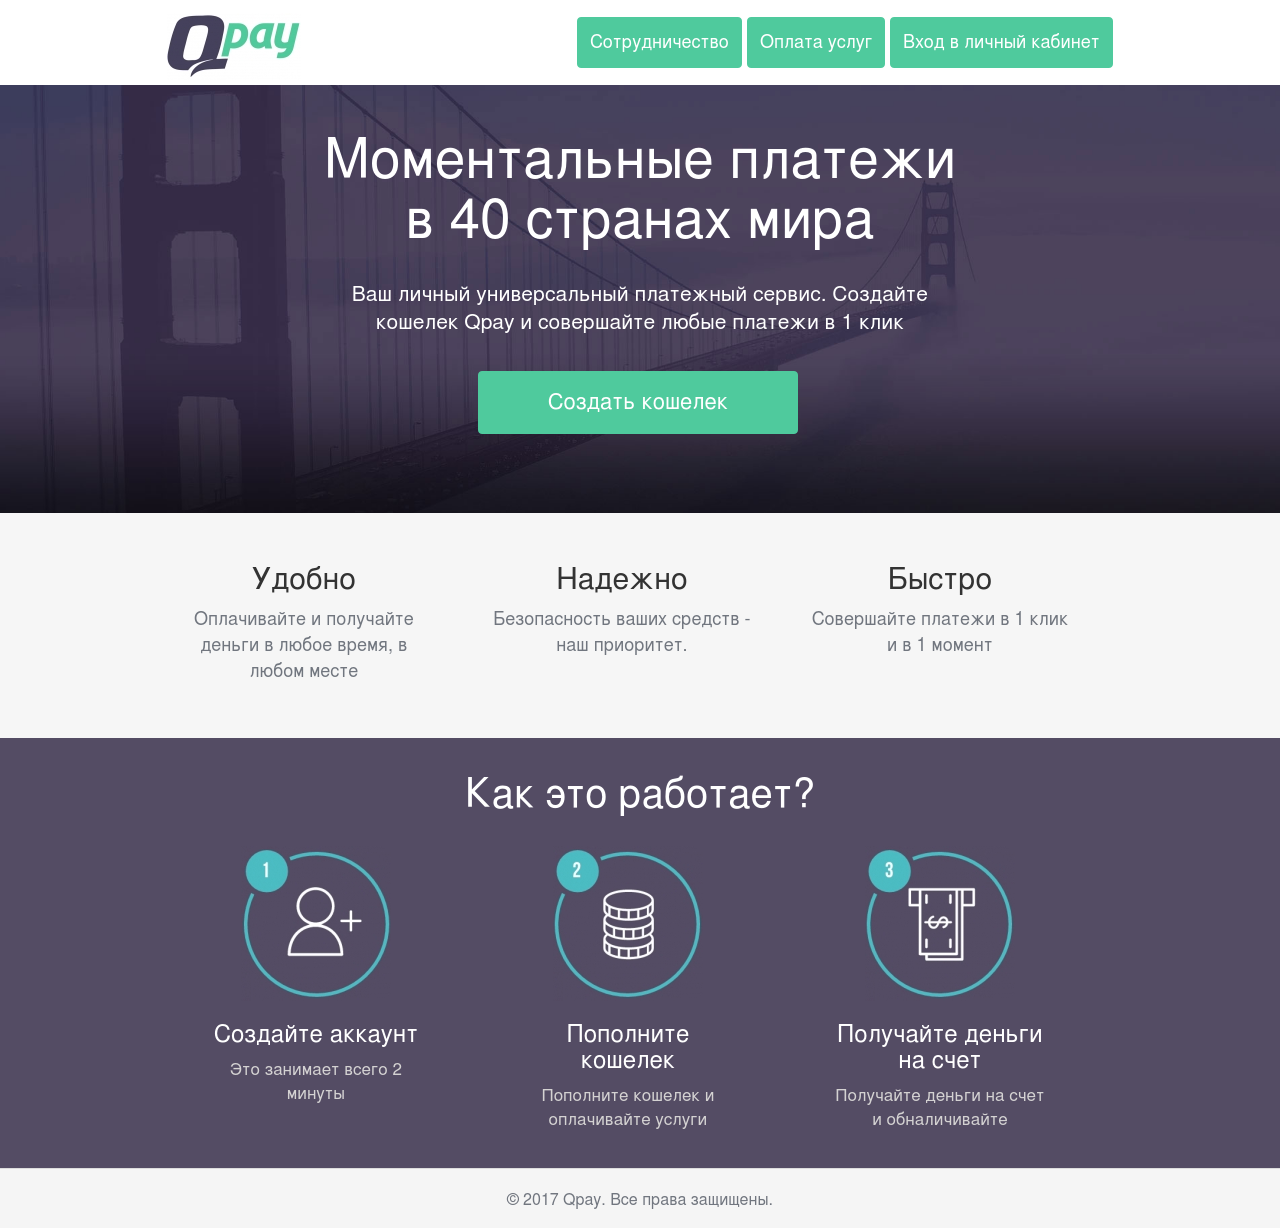 Qpay
Сотрудничество
Оплата услуг
Вход в личный кабинет
Моментальные платежи
в 40 странах мира
Ваш личный универсальный платежный сервис. Создайте
кошелек Qpay и совершайте любые платежи в 1 клик
Создать кошелек
Удобно
Оплачивайте и получайте
деньги в любое время, в
любом месте
Надежно
Безопасность ваших средств -
наш приоритет.
Быстро
Совершайте платежи в 1 клик
и в 1 момент
Как это работает?
1
Создайте аккаунт
Это занимает всего 2
минуты
2
Пополните
кошелек
Пополните кошелек и
оплачивайте услуги
3
$
Получайте деньги
на счет
Получайте деньги на счет
и обналичивайте
© 2017 Qpay. Все права защищены.